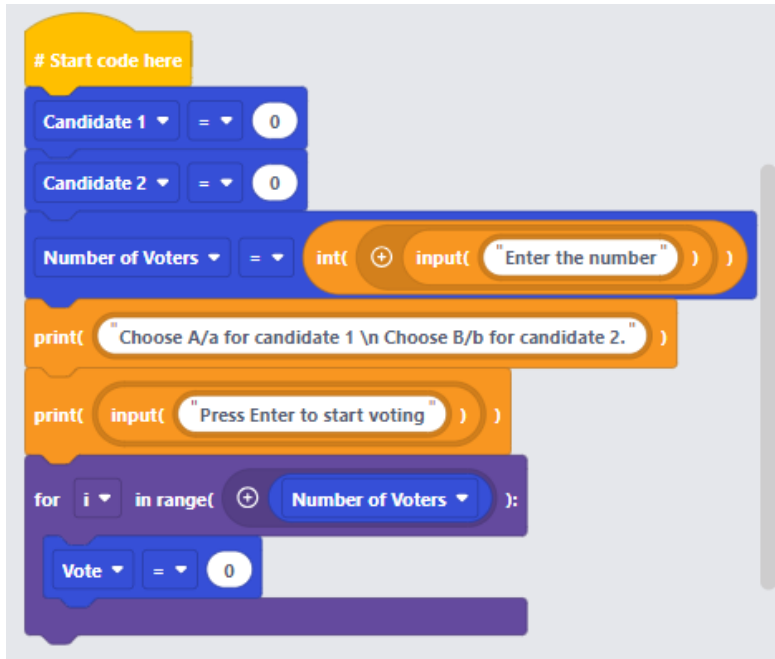 # Start code here
Candidate 1 = 0
Candidate 2 = 0
Number of Voters = int( input( "Enter the number" ) )
print( "Choose A/a for candidate 1 \n Choose B/b for candidate 2." )
print( input( "Press Enter to start voting" ) )
for i in range( Number of Voters ):
Vote = 0